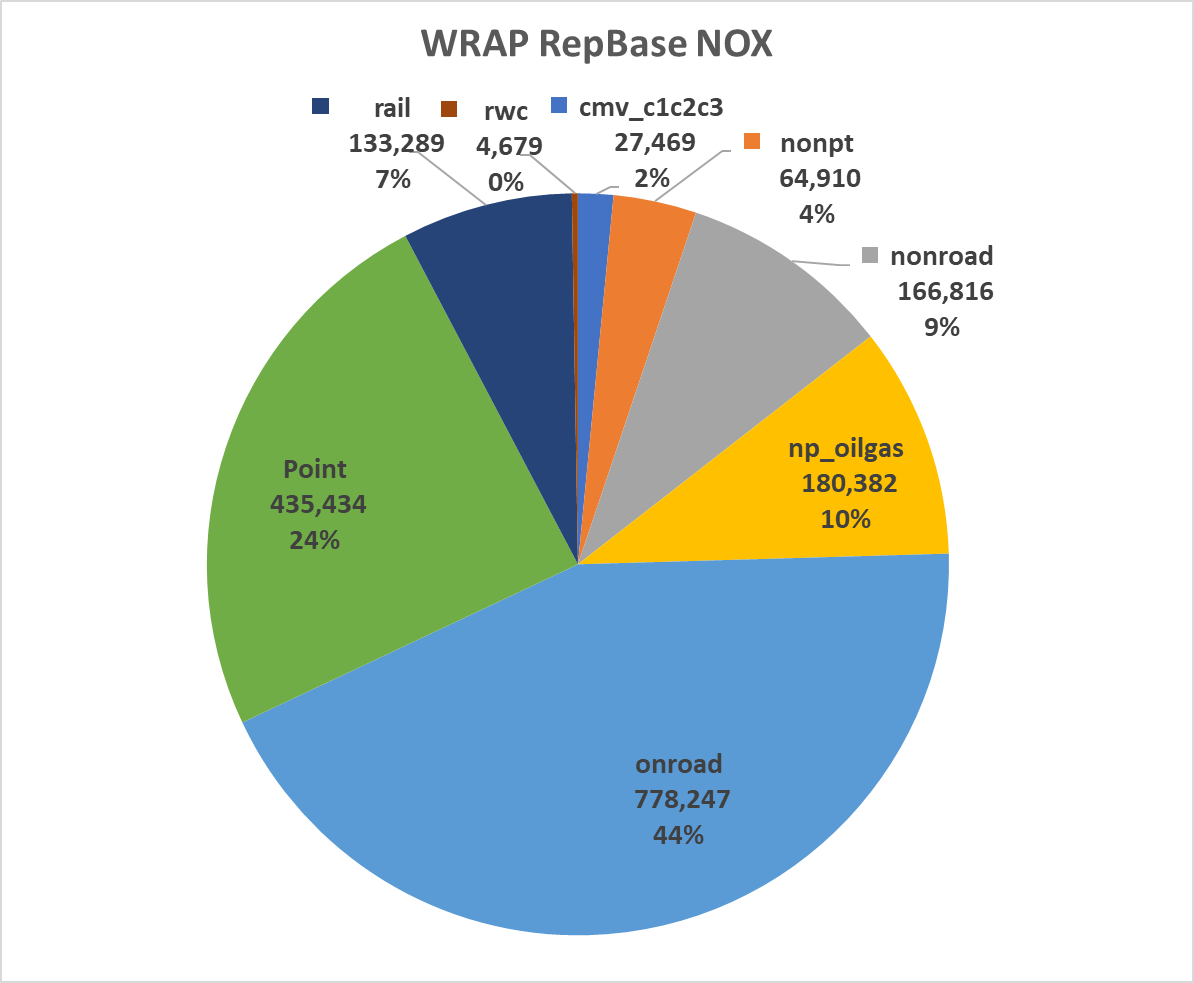 WRAP RepBase NOX
rail
133,289
7%
rwc
4,679
0%
cmv_c1c2c3
27,469
2%
nonpt
64,910
4%
nonroad
166,816
9%
np_oilgas
180,382
10%
Point
435,434
24%
onroad
778,247
44%